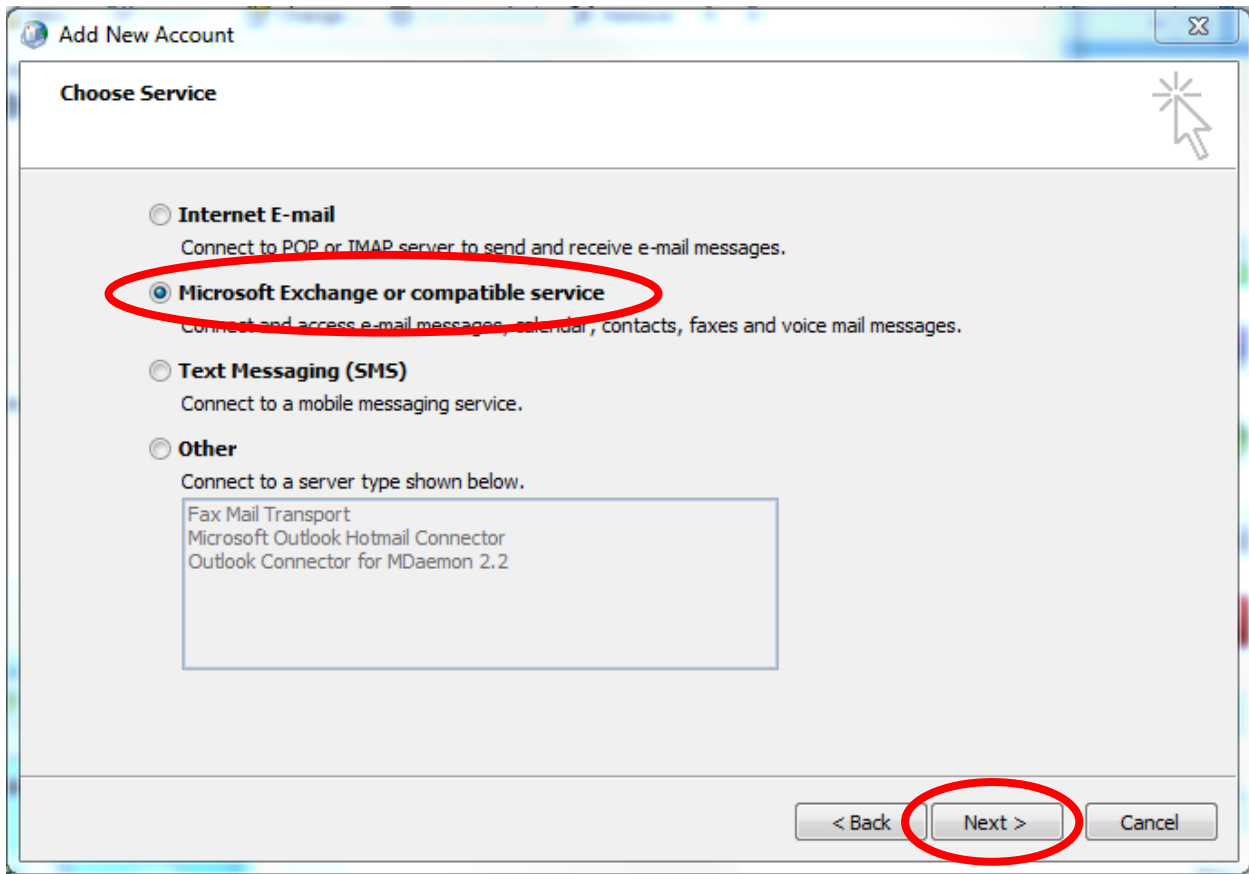 Add New Account
Choose Service
Internet E-mail
Connect to POP or IMAP server to send and receive e-mail messages.
Microsoft Exchange or compatible service
Connect and access e-mail messages, calendar, contacts, faxes and voice mail messages.
Text Messaging (SMS)
Connect to a mobile messaging service.
Other
Connect to a server type shown below.
Fax Mail Transport
Microsoft Outlook Hotmail Connector
Outlook Connector for MDaemon 2.2
< Back Next > Cancel